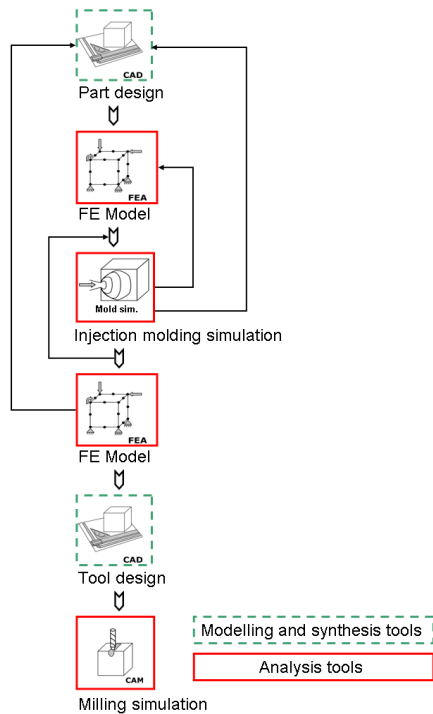 CAD
Part design
FEA
FE Model
Mold sim.
Injection molding simulation
FEA
FE Model
CAD
Tool design
Modelling and synthesis tools
Analysis tools
CAM
Milling simulation